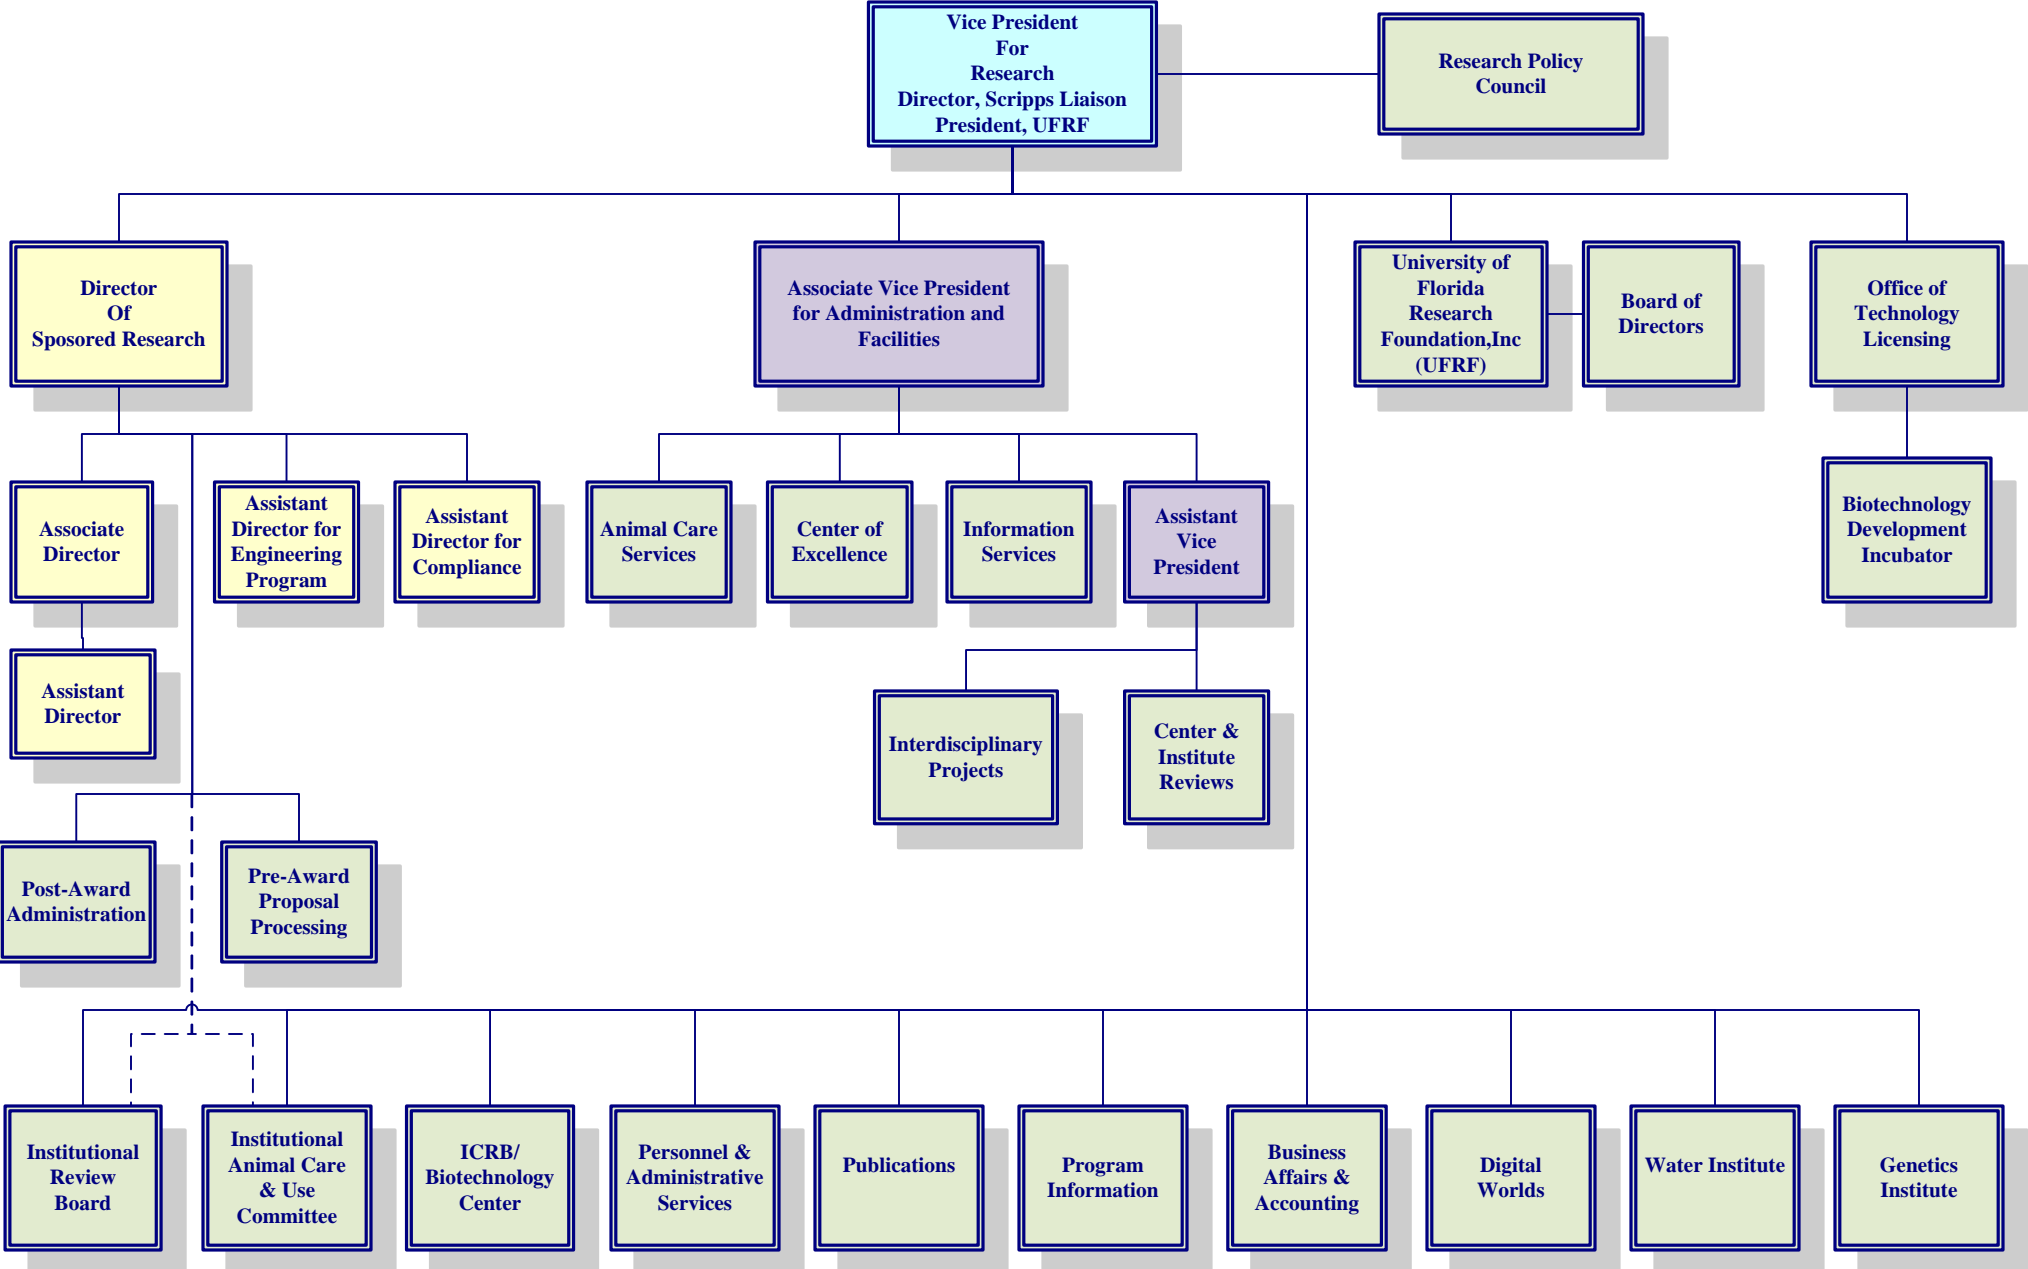 Vice President
For
Research
Director, Scripps Liaison
President, UFRF
Research Policy
Council
Director
Of
Sposored Research
Associate Vice President
for Administration and
Facilities
University of
Florida
Research
Foundation,Inc
(UFRF)
Board of
Directors
Office of
Technology
Licensing
Associate
Director
Assistant
Director for
Engineering
Program
Assistant
Director for
Compliance
Animal Care
Services
Center of
Excellence
Information
Services
Assistant
Vice
President
Biotechnology
Development
Incubator
Assistant
Director
Interdisciplinary
Projects
Center &
Institute
Reviews
Post-Award
Administration
Pre-Award
Proposal
Processing
Institutional
Review
Board
Institutional
Animal Care
& Use
Committee
ICRB/
Biotechnology
Center
Personnel &
Administrative
Services
Publications
Program
Information
Business
Affairs &
Accounting
Digital
Worlds
Water Institute
Genetics
Institute